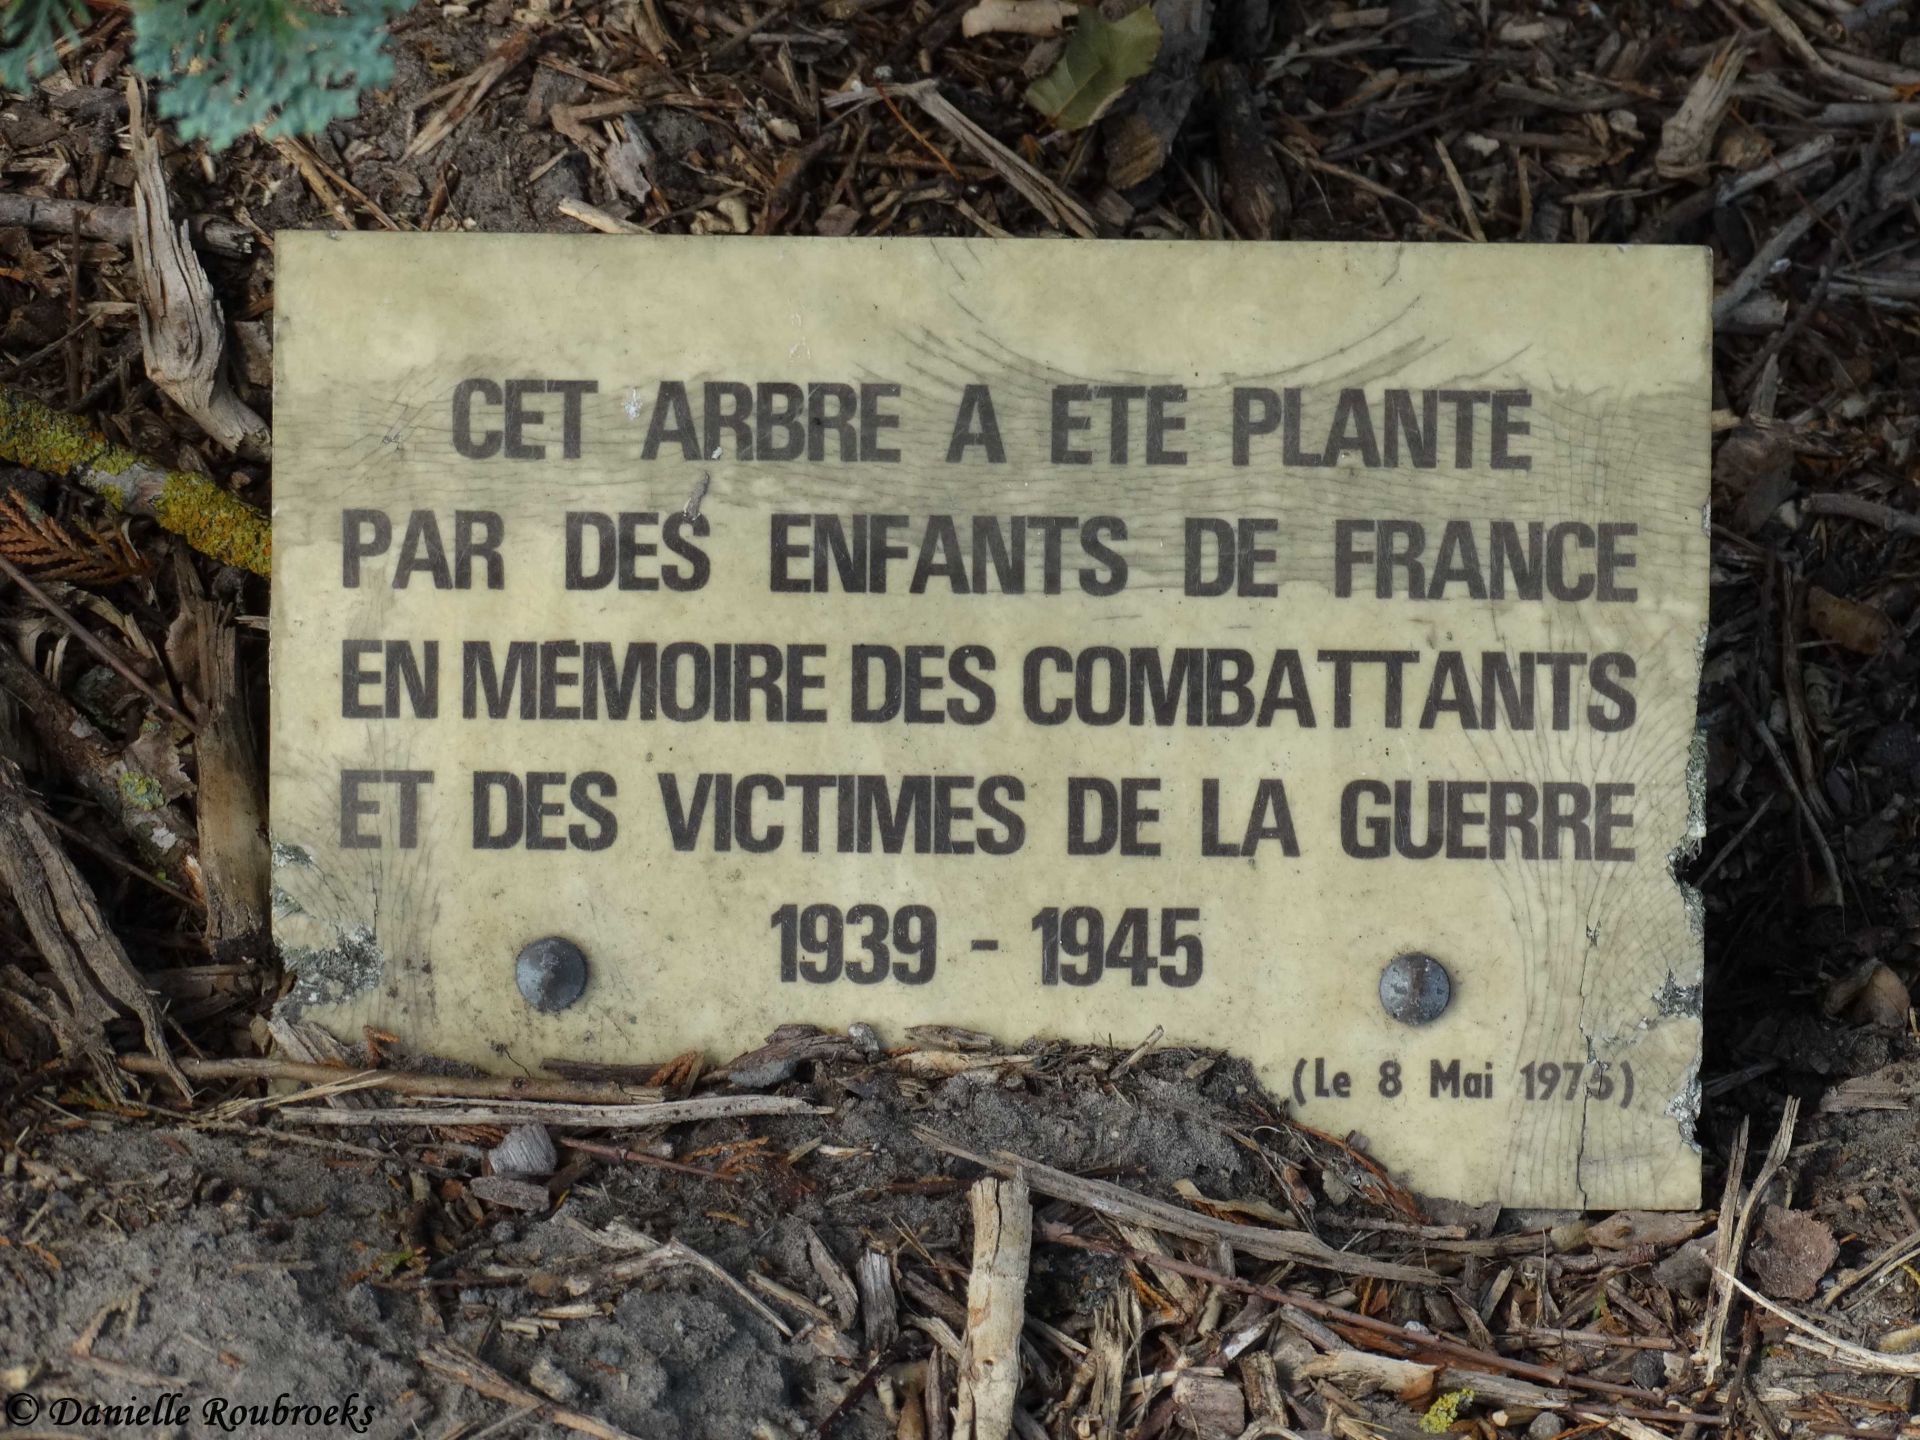 CET ARBRE A ETE PLANTE
PAR DES ENFANTS DE FRANCE
EN MÉMOIRE DES COMBATTANTS
ET DES VICTIMES DE LA GUERRE
1939 - 1945
(Le 8 Mai 1975)
© Danielle Roubroeks